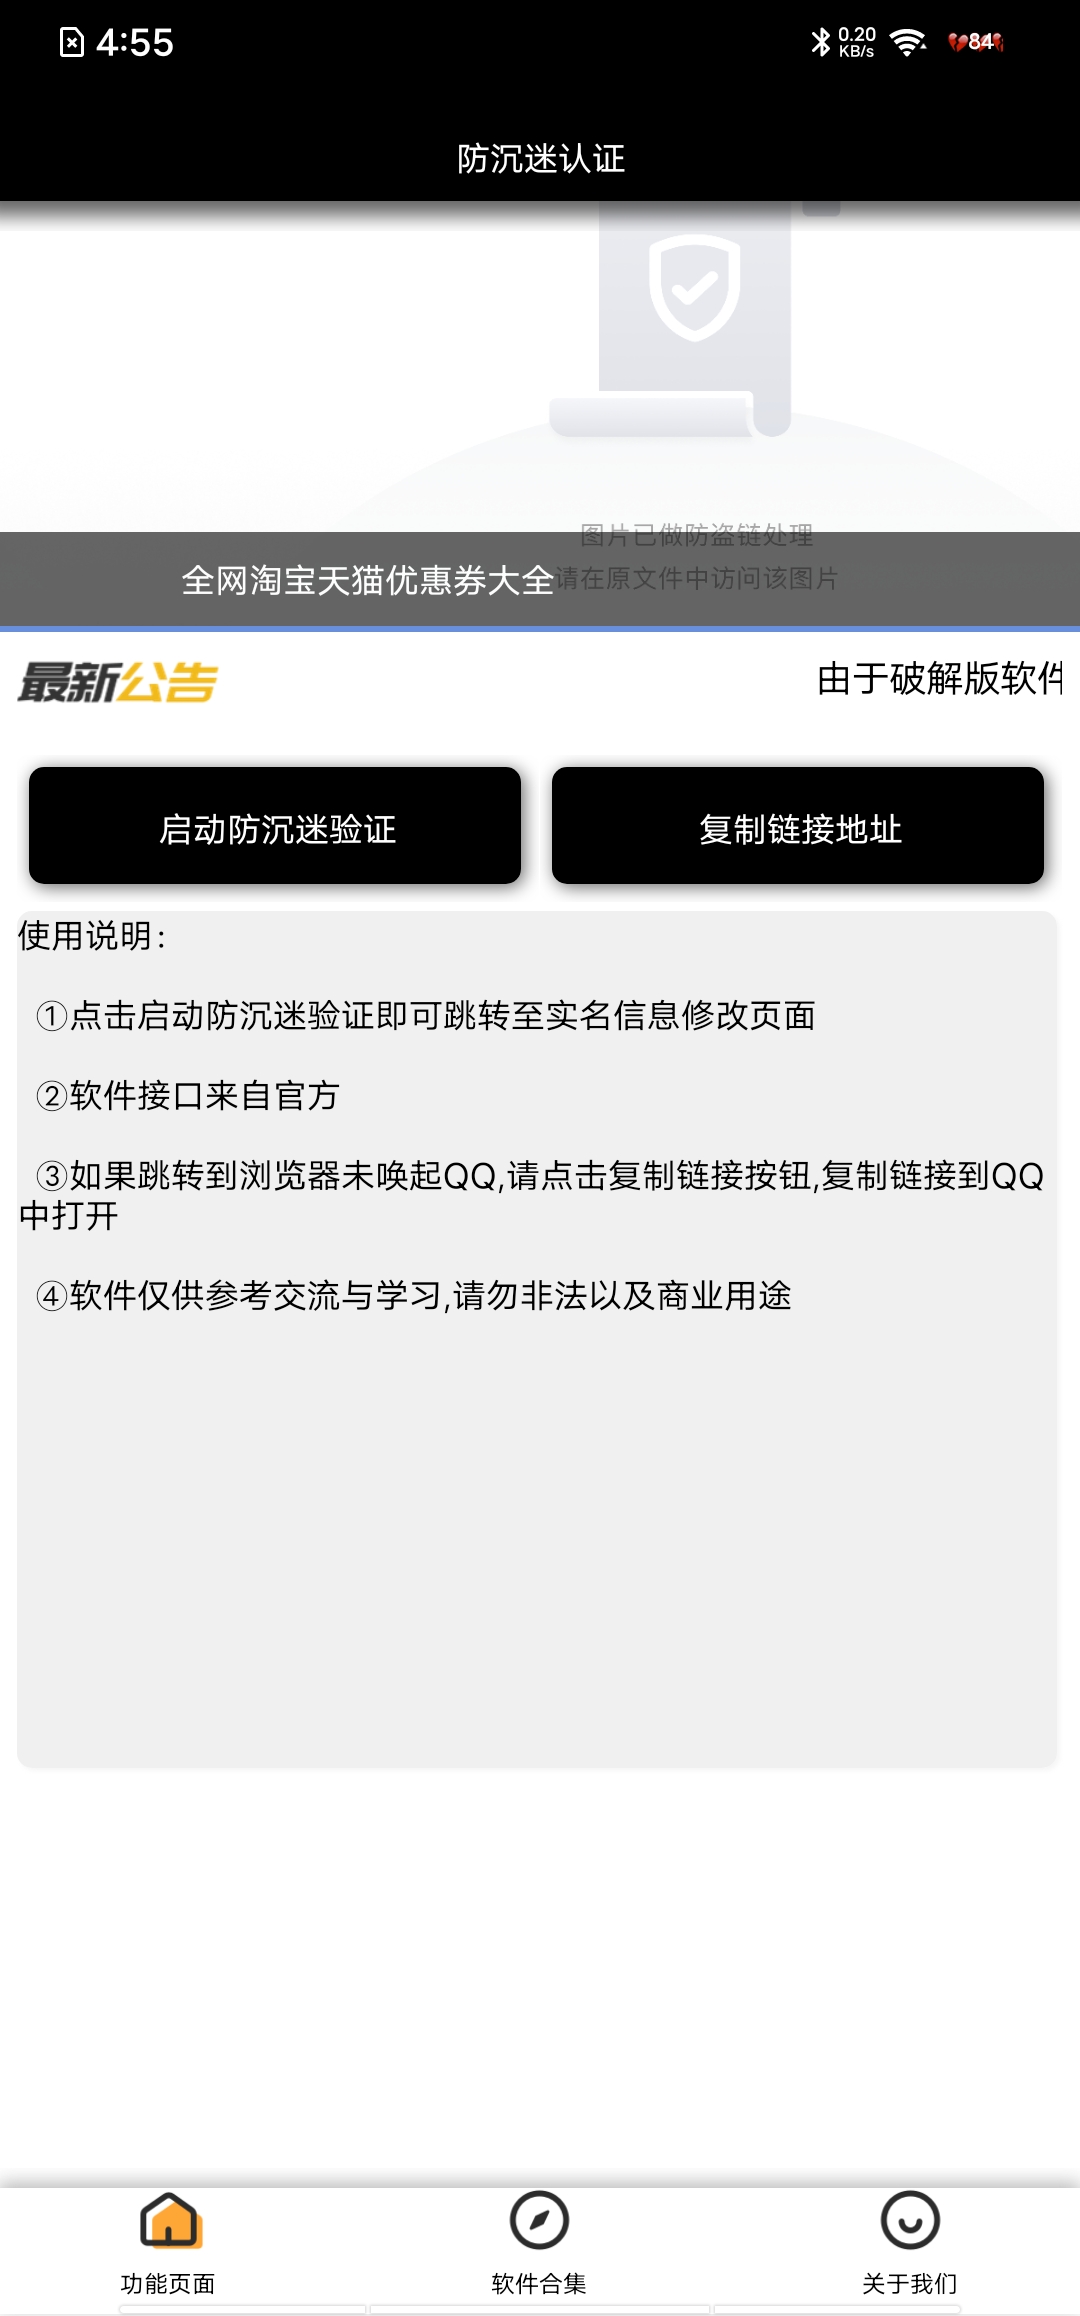 4:55
0.20
KB/s
84
防沉迷认证
图片已做防盗链处理
全网淘宝天猫优惠券大全
请在原文件中访问该图片
最新公告
由于破解版软件
启动防沉迷验证
复制链接地址
使用说明:
①点击启动防沉迷验证即可跳转至实名信息修改页面
②软件接口来自官方
③如果跳转到浏览器未唤起QQ,请点击复制链接按钮,复制链接到QQ
中打开
④软件仅供参考交流与学习,请勿非法以及商业用途
功能页面
软件合集
关于我们